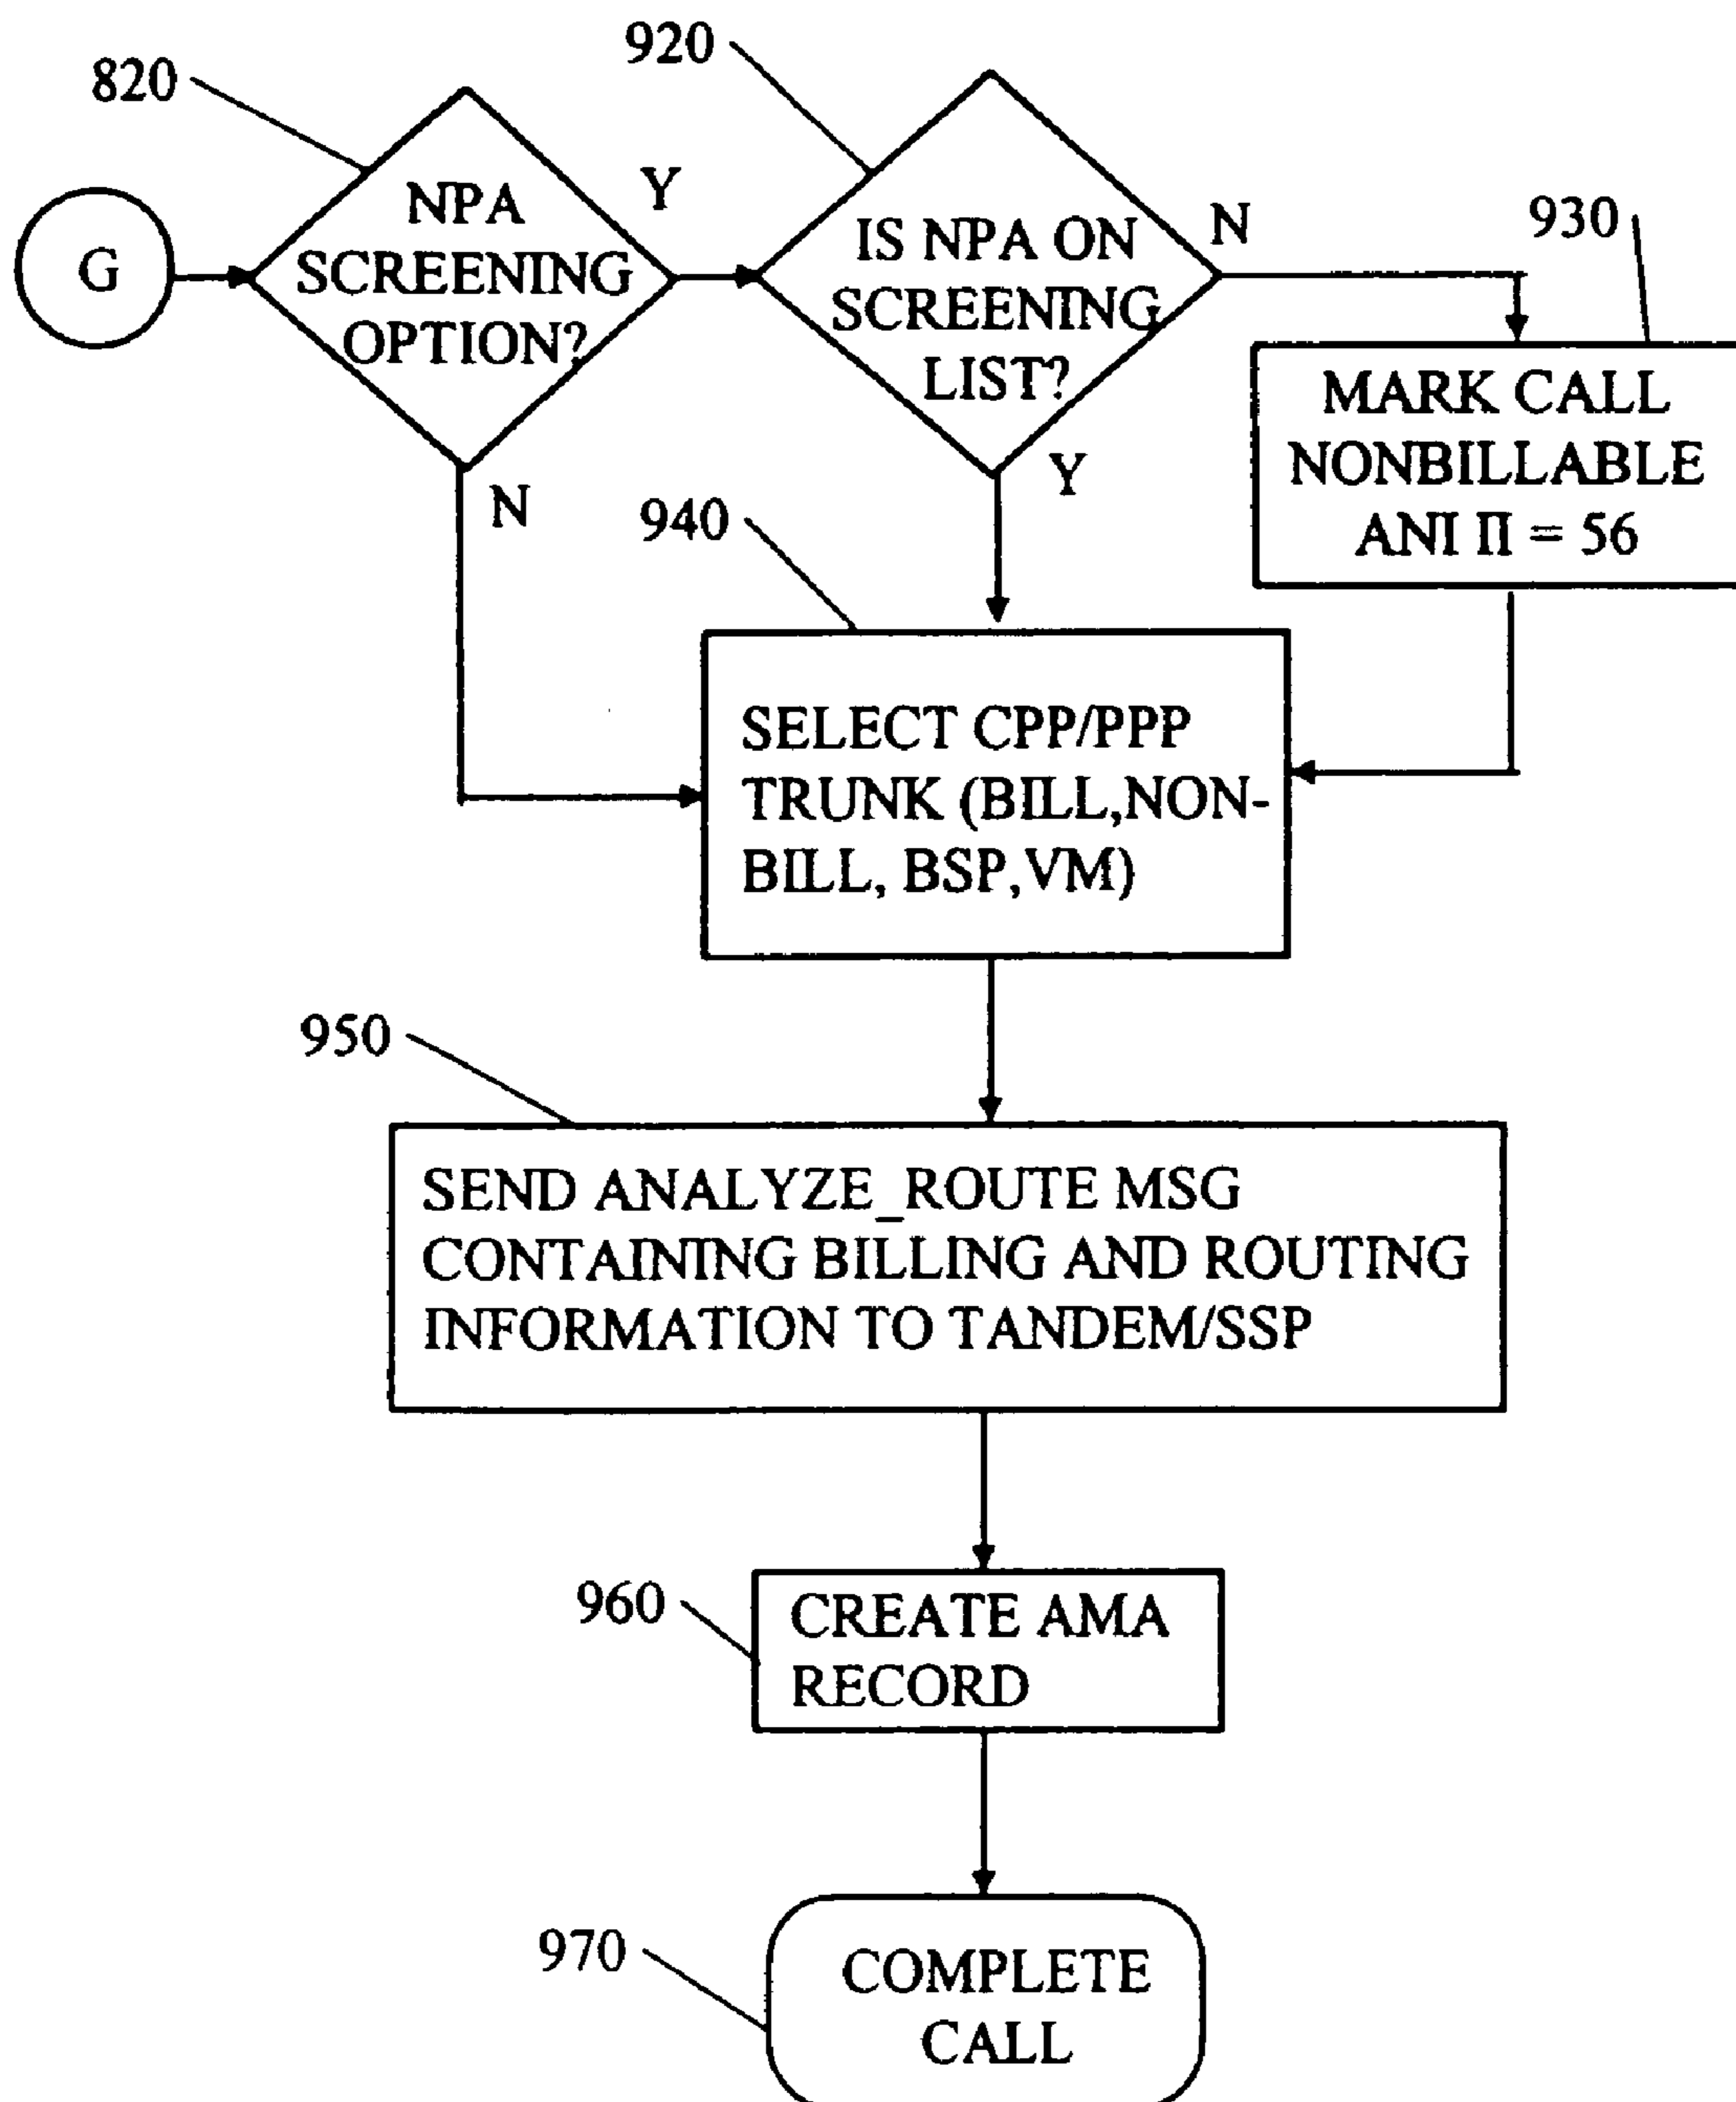 820
920
G
NPA
SCREENING
OPTION?
Y
IS NPA ON
SCREENING
LIST?
N
930
MARK CALL
NONBILLABLE
ANI II = 56
N
Y
940
SELECT CPP/PPP
TRUNK (BILL,NON-
BILL, BSP,VM)
950
SEND ANALYZE_ROUTE MSG
CONTAINING BILLING AND ROUTING
INFORMATION TO TANDEM/SSP
960
CREATE AMA
RECORD
970
COMPLETE
CALL